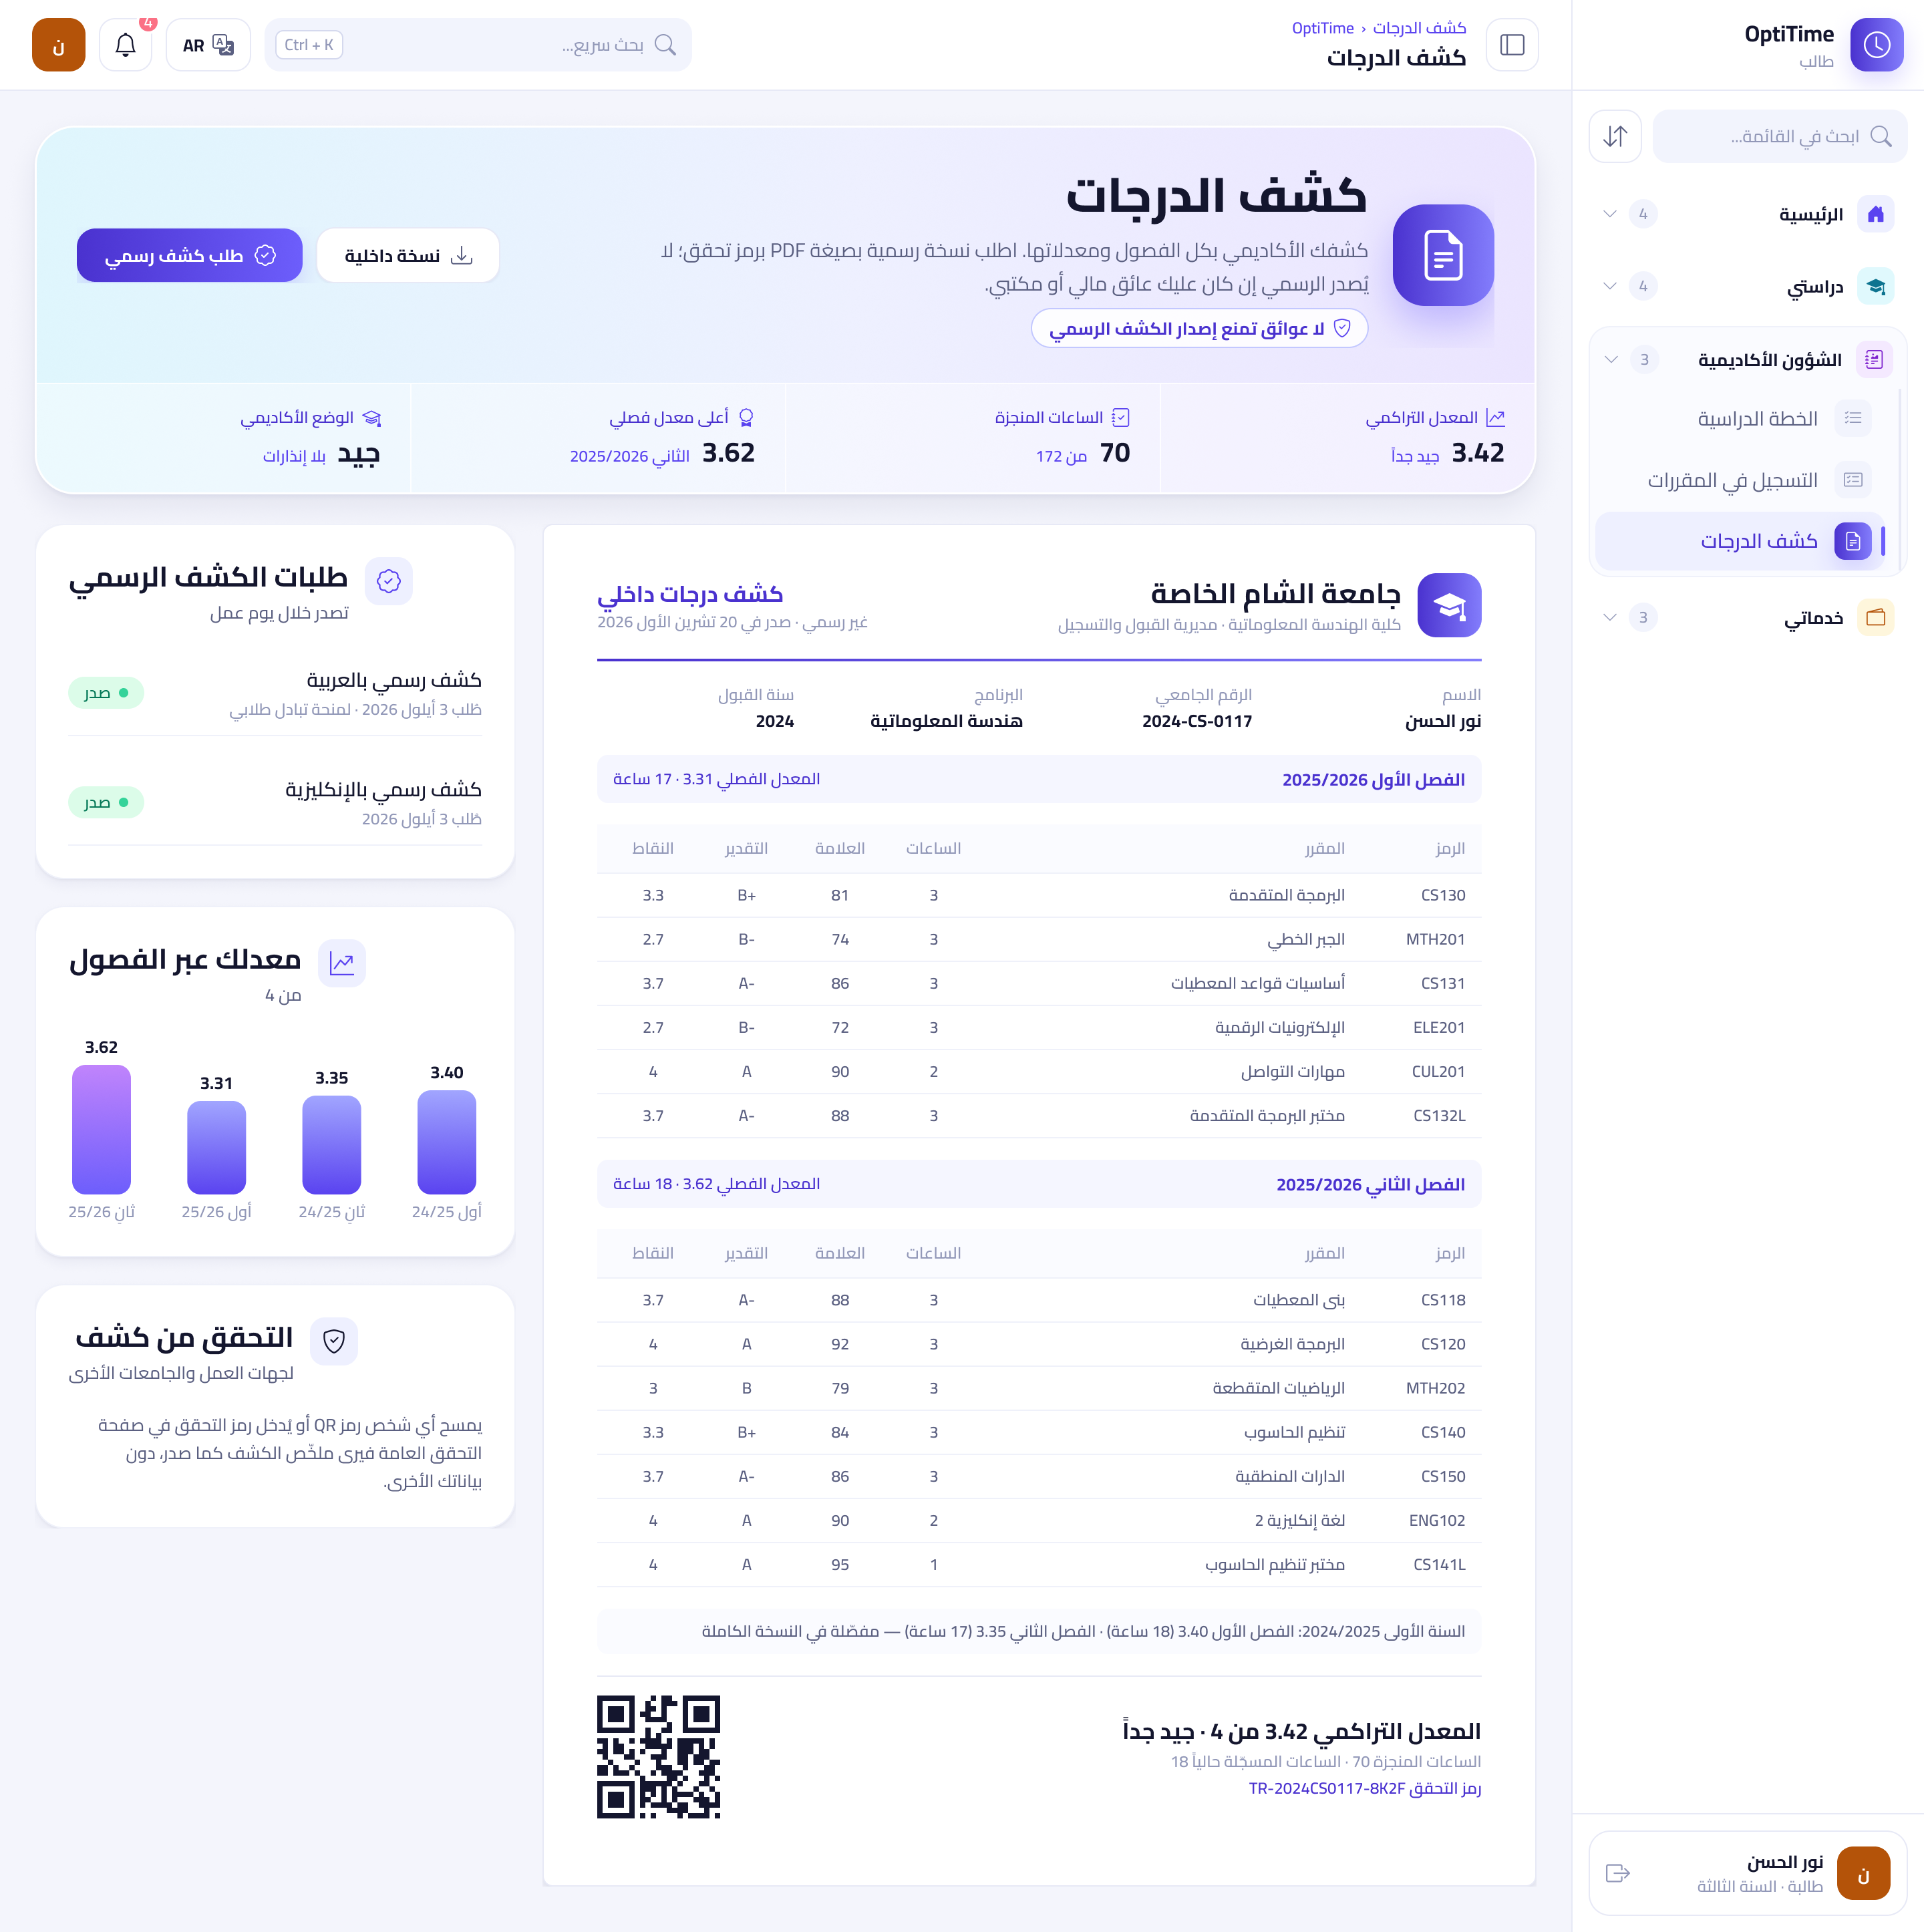 OptiTime
طالب
ابحث في القائمة...
الرئيسية 4
دراستي 4
الشؤون الأكاديمية 3
الخطة الدراسية
التسجيل في المقررات
كشف الدرجات
خدماتي 3
نور الحسن
طالبة · السنة الثالثة
ن
كشف الدرجات ‹ OptiTime
كشف الدرجات
بحث سريع... Ctrl + K
AR
4
ن
كشف الدرجات
كشفك الأكاديمي بكل الفصول ومعدلاتها. اطلب نسخة رسمية بصيغة PDF برمز تحقق؛ لا
يُصدر الرسمي إن كان عليك عائق مالي أو مكتبي.
لا عوائق تمنع إصدار الكشف الرسمي
نسخة داخلية
طلب كشف رسمي
المعدل التراكمي
3.42 جيد جداً
الساعات المنجزة
70 من 172
أعلى معدل فصلي
3.62 الثاني 2025/2026
الوضع الأكاديمي
جيد بلا إنذارات
جامعة الشام الخاصة
كلية الهندسة المعلوماتية · مديرية القبول والتسجيل
كشف درجات داخلي
غير رسمي · صدر في 20 تشرين الأول 2026
الاسم
نور الحسن
الرقم الجامعي
2024-CS-0117
البرنامج
هندسة المعلوماتية
سنة القبول
2024
الفصل الأول 2025/2026
المعدل الفصلي 3.31 · 17 ساعة
الرمز المقرر الساعات العلامة التقدير النقاط
CS130 البرمجة المتقدمة 3 81 B+ 3.3
MTH201 الجبر الخطي 3 74 B- 2.7
CS131 أساسيات قواعد المعطيات 3 86 A- 3.7
ELE201 الإلكترونيات الرقمية 3 72 B- 2.7
CUL201 مهارات التواصل 2 90 A 4
CS132L مختبر البرمجة المتقدمة 3 88 A- 3.7
الفصل الثاني 2025/2026
المعدل الفصلي 3.62 · 18 ساعة
الرمز المقرر الساعات العلامة التقدير النقاط
CS118 بنى المعطيات 3 88 A- 3.7
CS120 البرمجة الغرضية 3 92 A 4
MTH202 الرياضيات المتقطعة 3 79 B 3
CS140 تنظيم الحاسوب 3 84 B+ 3.3
CS150 الدارات المنطقية 3 86 A- 3.7
ENG102 لغة إنكليزية 2 2 90 A 4
CS141L مختبر تنظيم الحاسوب 1 95 A 4
السنة الأولى 2024/2025: الفصل الأول 3.40 (18 ساعة) · الفصل الثاني 3.35 (17 ساعة) — مفصّلة في النسخة الكاملة
المعدل التراكمي 3.42 من 4 · جيد جداً
الساعات المنجزة 70 · الساعات المسجّلة حالياً 18
رمز التحقق TR-2024CS0117-8K2F
طلبات الكشف الرسمي
تصدر خلال يوم عمل
كشف رسمي بالعربية
طُلب 3 أيلول 2026 · لمنحة تبادل طلابي
صدر
كشف رسمي بالإنكليزية
طُلب 3 أيلول 2026
صدر
معدلك عبر الفصول
من 4
3.40 3.35 3.31 3.62
أول 24/25 ثانٍ 24/25 أول 25/26 ثانٍ 25/26
التحقق من كشف
لجهات العمل والجامعات الأخرى
يمسح أي شخص رمز QR أو يُدخل رمز التحقق في صفحة
التحقق العامة فيرى ملخّص الكشف كما صدر، دون
بياناتك الأخرى.